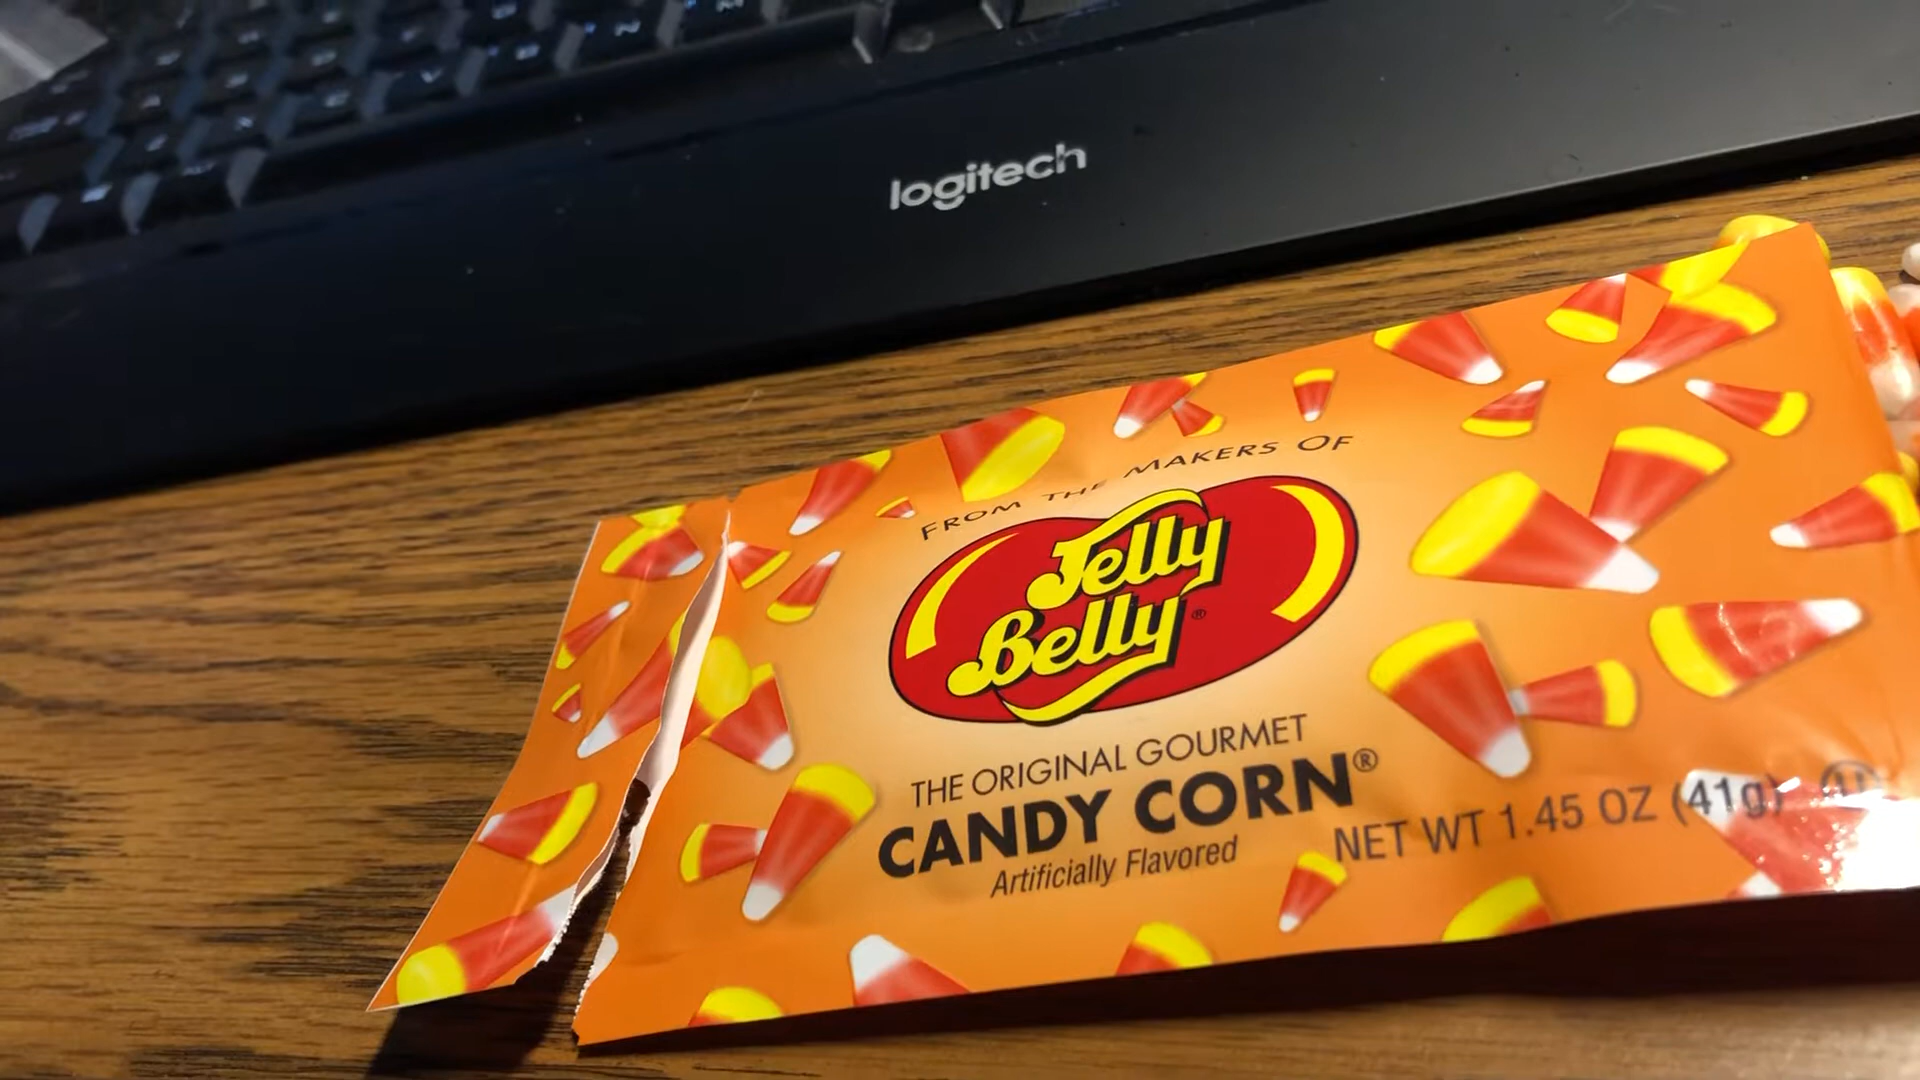 logitech
FROM THE MAKERS OF
Jelly
Belly®
THE ORIGINAL GOURMET
CANDY CORN®
Artificially Flavored
NET WT 1.45 OZ (41g)